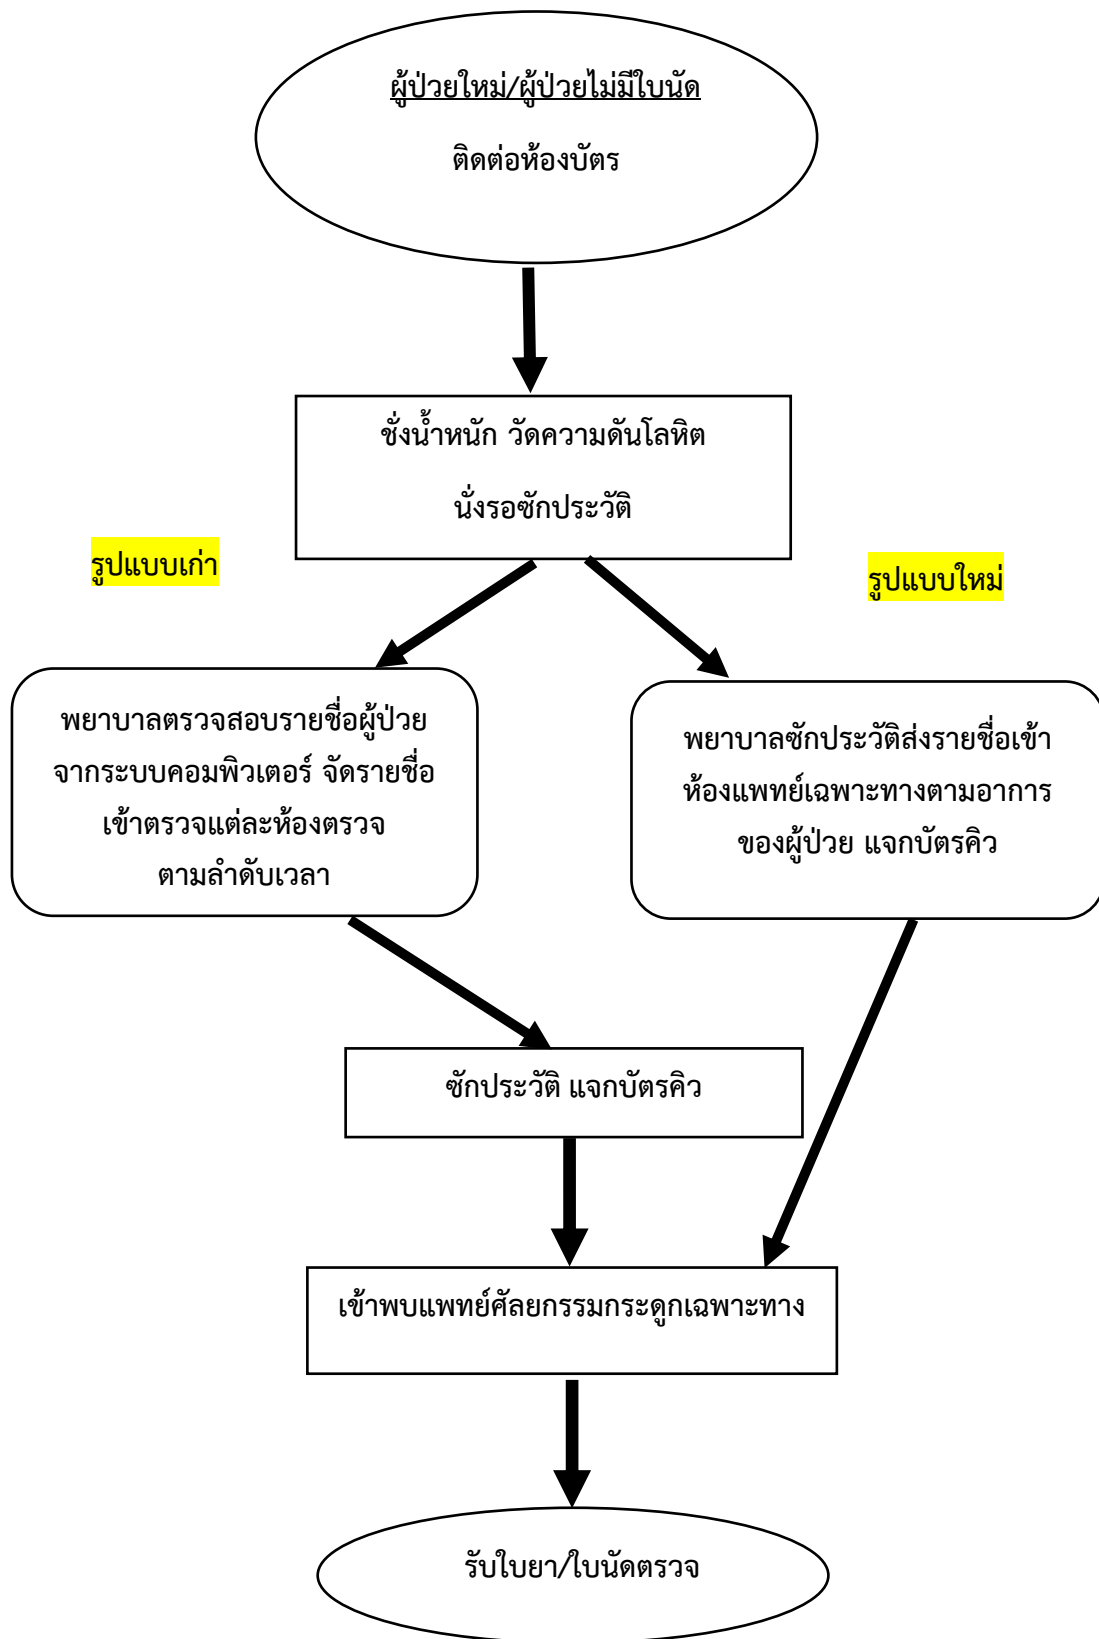 ผู้ป่วยใหม่/ผู้ป่วยไม่มีใบนัด
ติดต่อห้องบัตร
ชั่งน้ำหนัก วัดความดันโลหิต
นั่งรอซักประวัติ
รูปแบบเก่า
รูปแบบใหม่
พยาบาลตรวจสอบรายชื่อผู้ป่วย
จากระบบคอมพิวเตอร์ จัดรายชื่อ
เข้าตรวจแต่ละห้องตรวจ
ตามลำดับเวลา
พยาบาลซักประวัติส่งรายชื่อเข้า
ห้องแพทย์เฉพาะทางตามอาการ
ของผู้ป่วย แจกบัตรคิว
ซักประวัติ แจกบัตรคิว
เข้าพบแพทย์ศัลยกรรมกระดูกเฉพาะทาง
รับใบยา/ใบนัดตรวจ